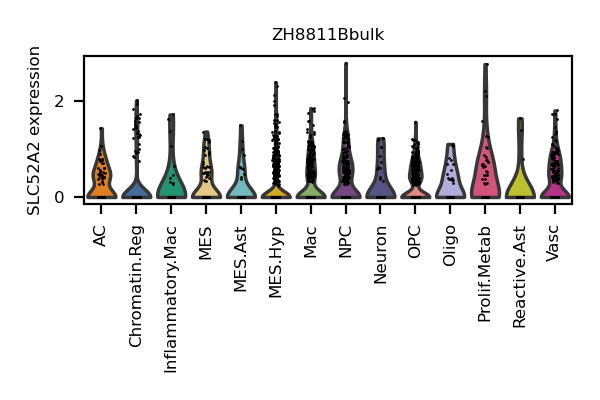 ZH8811Bbulk
SLC52A2 expression
2
0
AC
Chromatin.Reg
Inflammatory.Mac
MES
MES.Ast
MES.Hyp
Mac
NPC
Neuron
OPC
Oligo
Prolif.Metab
Reactive.Ast
Vasc